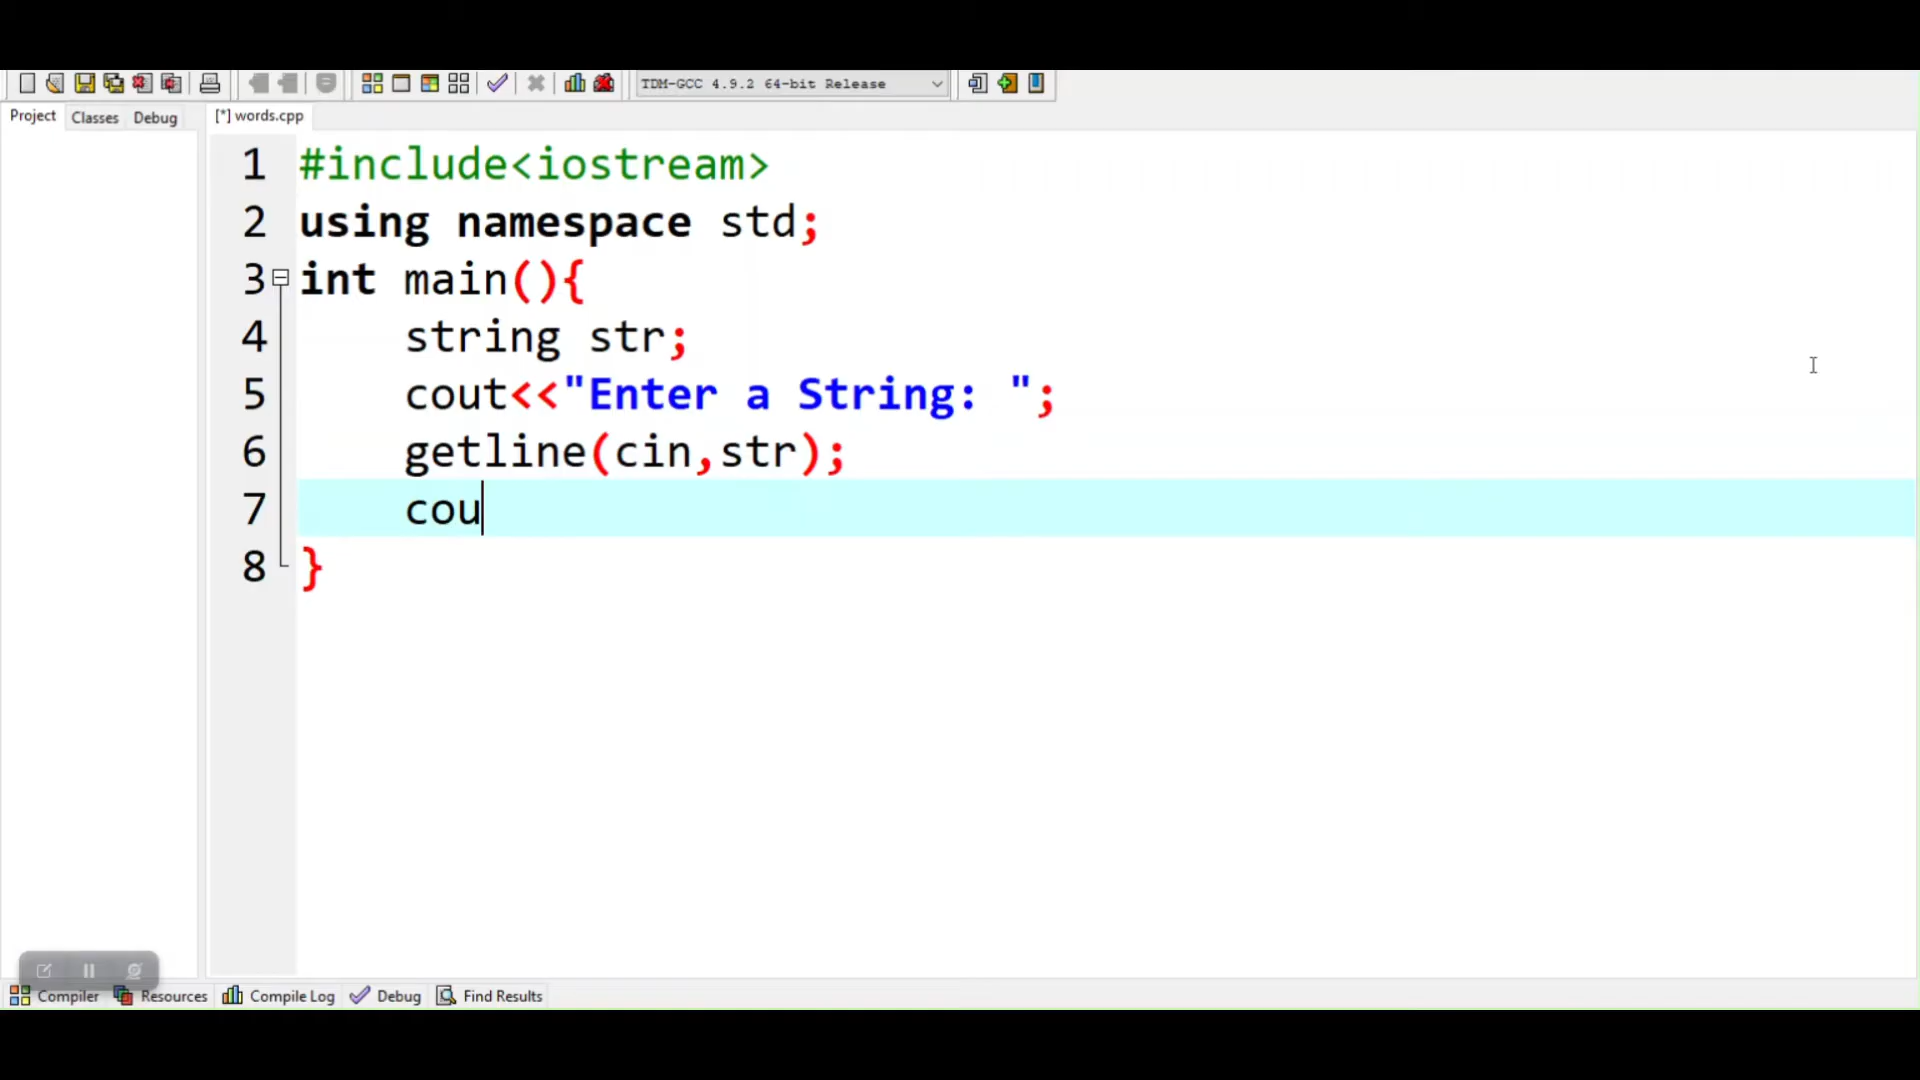 TDM-GCC 4.9.2 64-bit Release
Project Classes Debug [*] words.cpp
1 #include<iostream>
2 using namespace std;
3 int main(){
4 string str;
5 cout<<"Enter a String: ";
6 getline(cin,str);
7 cou
8 }
Compiler Resources Compile Log Debug Find Results